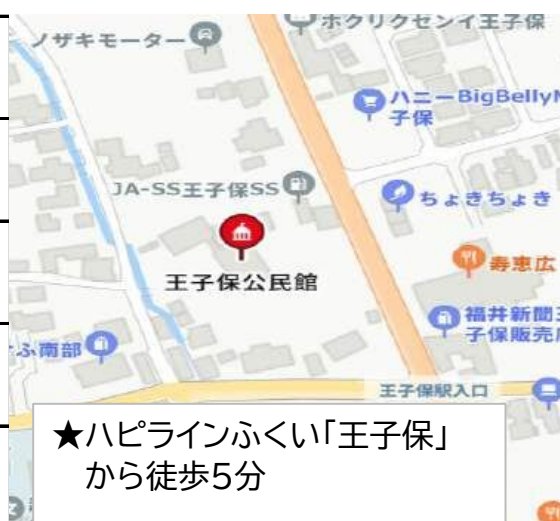 ノザキモーター
ホクリクセンイ王子保
ハニーBigBelly
子保
JA-SS王子保SS
ちょきちょき
王子保公民館
寿恵広
福井新聞
子保販売
ふ南部
王子保駅入口
★ハピラインふくい「王子保」
から徒歩5分